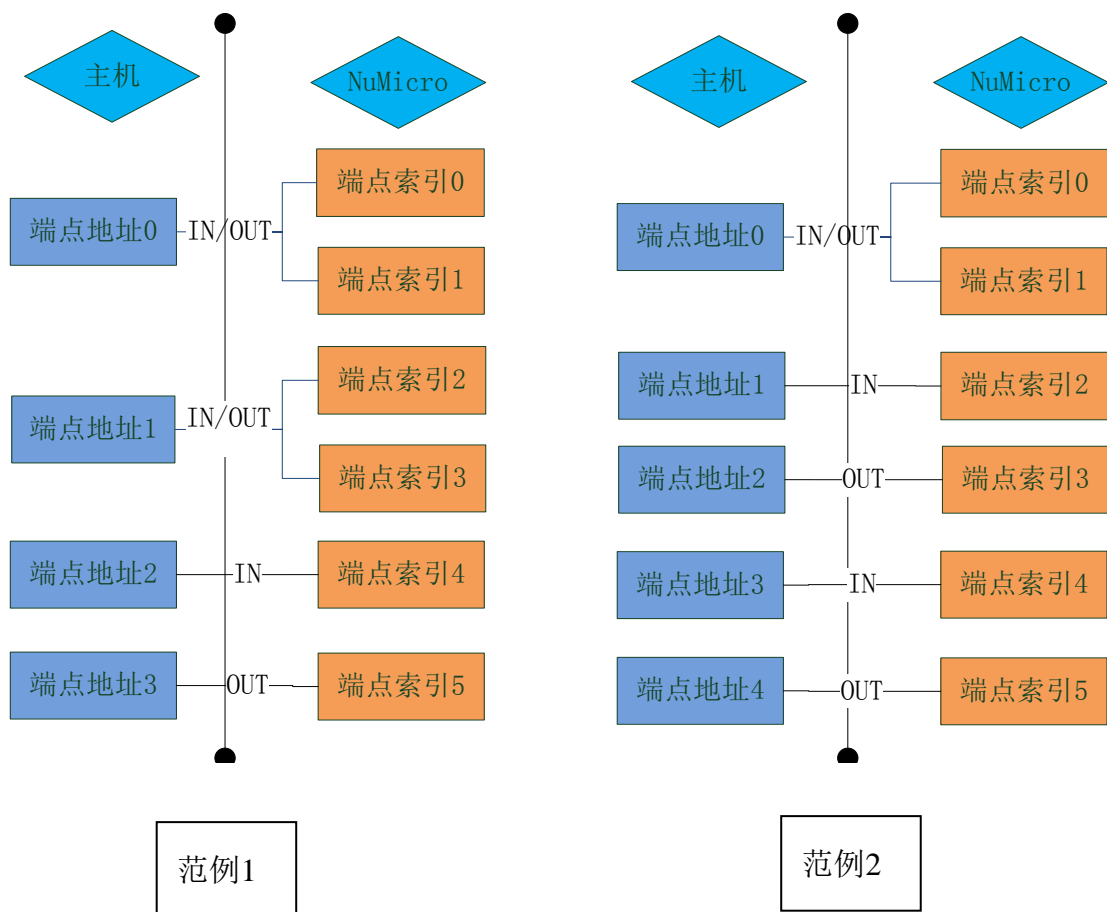 主机
NuMicro
端点地址0
IN/OUT
端点索引0
端点索引1
端点地址1
IN/OUT
端点索引2
端点索引3
端点地址2
IN
端点索引4
端点地址3
OUT
端点索引5
范例1
主机
NuMicro
端点地址0
IN/OUT
端点索引0
端点索引1
端点地址1
IN
端点索引2
端点地址2
OUT
端点索引3
端点地址3
IN
端点索引4
端点地址4
OUT
端点索引5
范例2